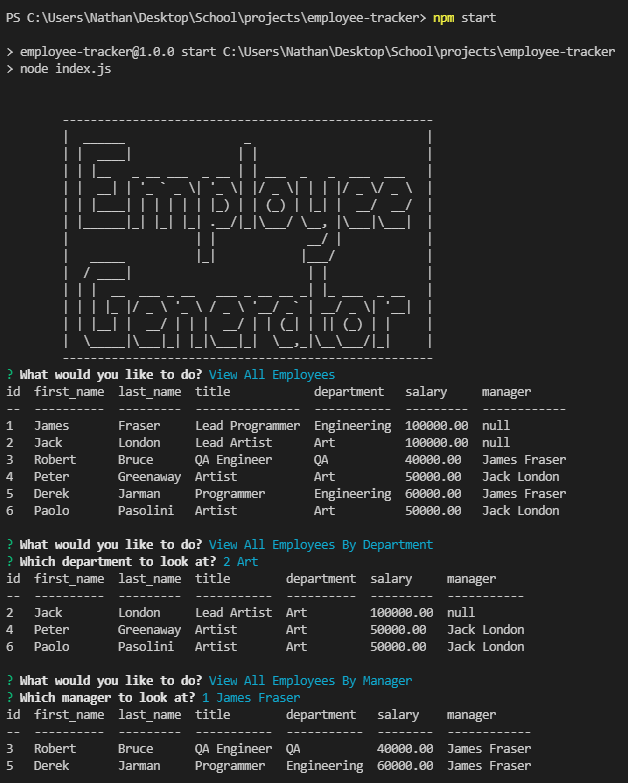 PS C:\Users\Nathan\Desktop\School\projects\employee-tracker> npm start
> employee-tracker@1.0.0 start C:\Users\Nathan\Desktop\School\projects\employee-tracker
> node index.js
Employee
Generator
? What would you like to do? View All Employees
id first_name last_name title department salary manager
-- ---------- --------- --------------- ----------- --------- ------------
1 James Fraser Lead Programmer Engineering 100000.00 null
2 Jack London Lead Artist Art 100000.00 null
3 Robert Bruce QA Engineer QA 40000.00 James Fraser
4 Peter Greenaway Artist Art 50000.00 Jack London
5 Derek Jarman Programmer Engineering 60000.00 James Fraser
6 Paolo Pasolini Artist Art 50000.00 Jack London
? What would you like to do? View All Employees By Department
? Which department to look at? 2 Art
id first_name last_name title department salary manager
-- ---------- --------- ----------- ---------- --------- -----------
2 Jack London Lead Artist Art 100000.00 null
4 Peter Greenaway Artist Art 50000.00 Jack London
6 Paolo Pasolini Artist Art 50000.00 Jack London
? What would you like to do? View All Employees By Manager
? Which manager to look at? 1 James Fraser
id first_name last_name title department salary manager
-- ---------- --------- ----------- ----------- -------- ------------
3 Robert Bruce QA Engineer QA 40000.00 James Fraser
5 Derek Jarman Programmer Engineering 60000.00 James Fraser